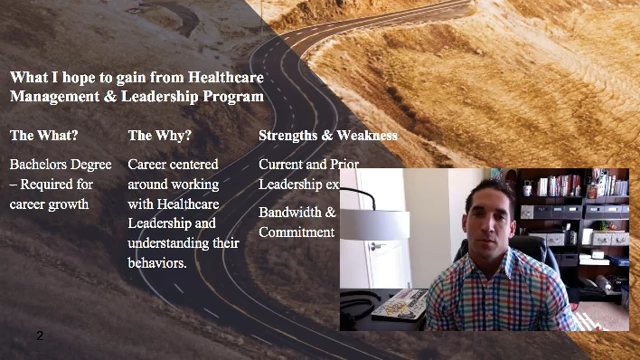 What I hope to gain from Healthcare
Management & Leadership Program
The What?
Bachelors Degree
– Required for
career growth
The Why?
Career centered
around working
with Healthcare
Leadership and
understanding their
behaviors.
Strengths & Weakness
Current and Prior
Leadership
Bandwidth &
Commitment
2